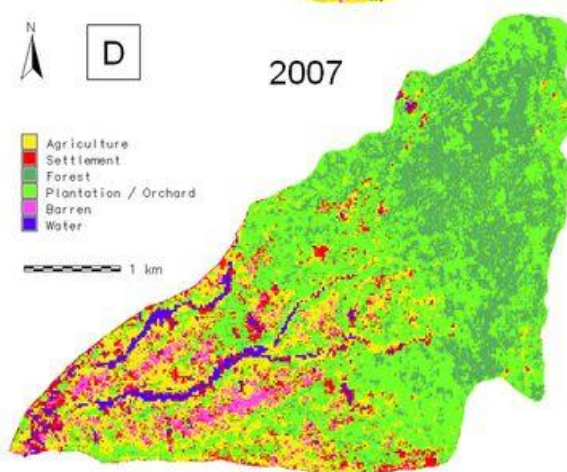 N
D
2007
Agriculture
Settlement
Forest
Plantation / Orchard
Barren
Water
1 km